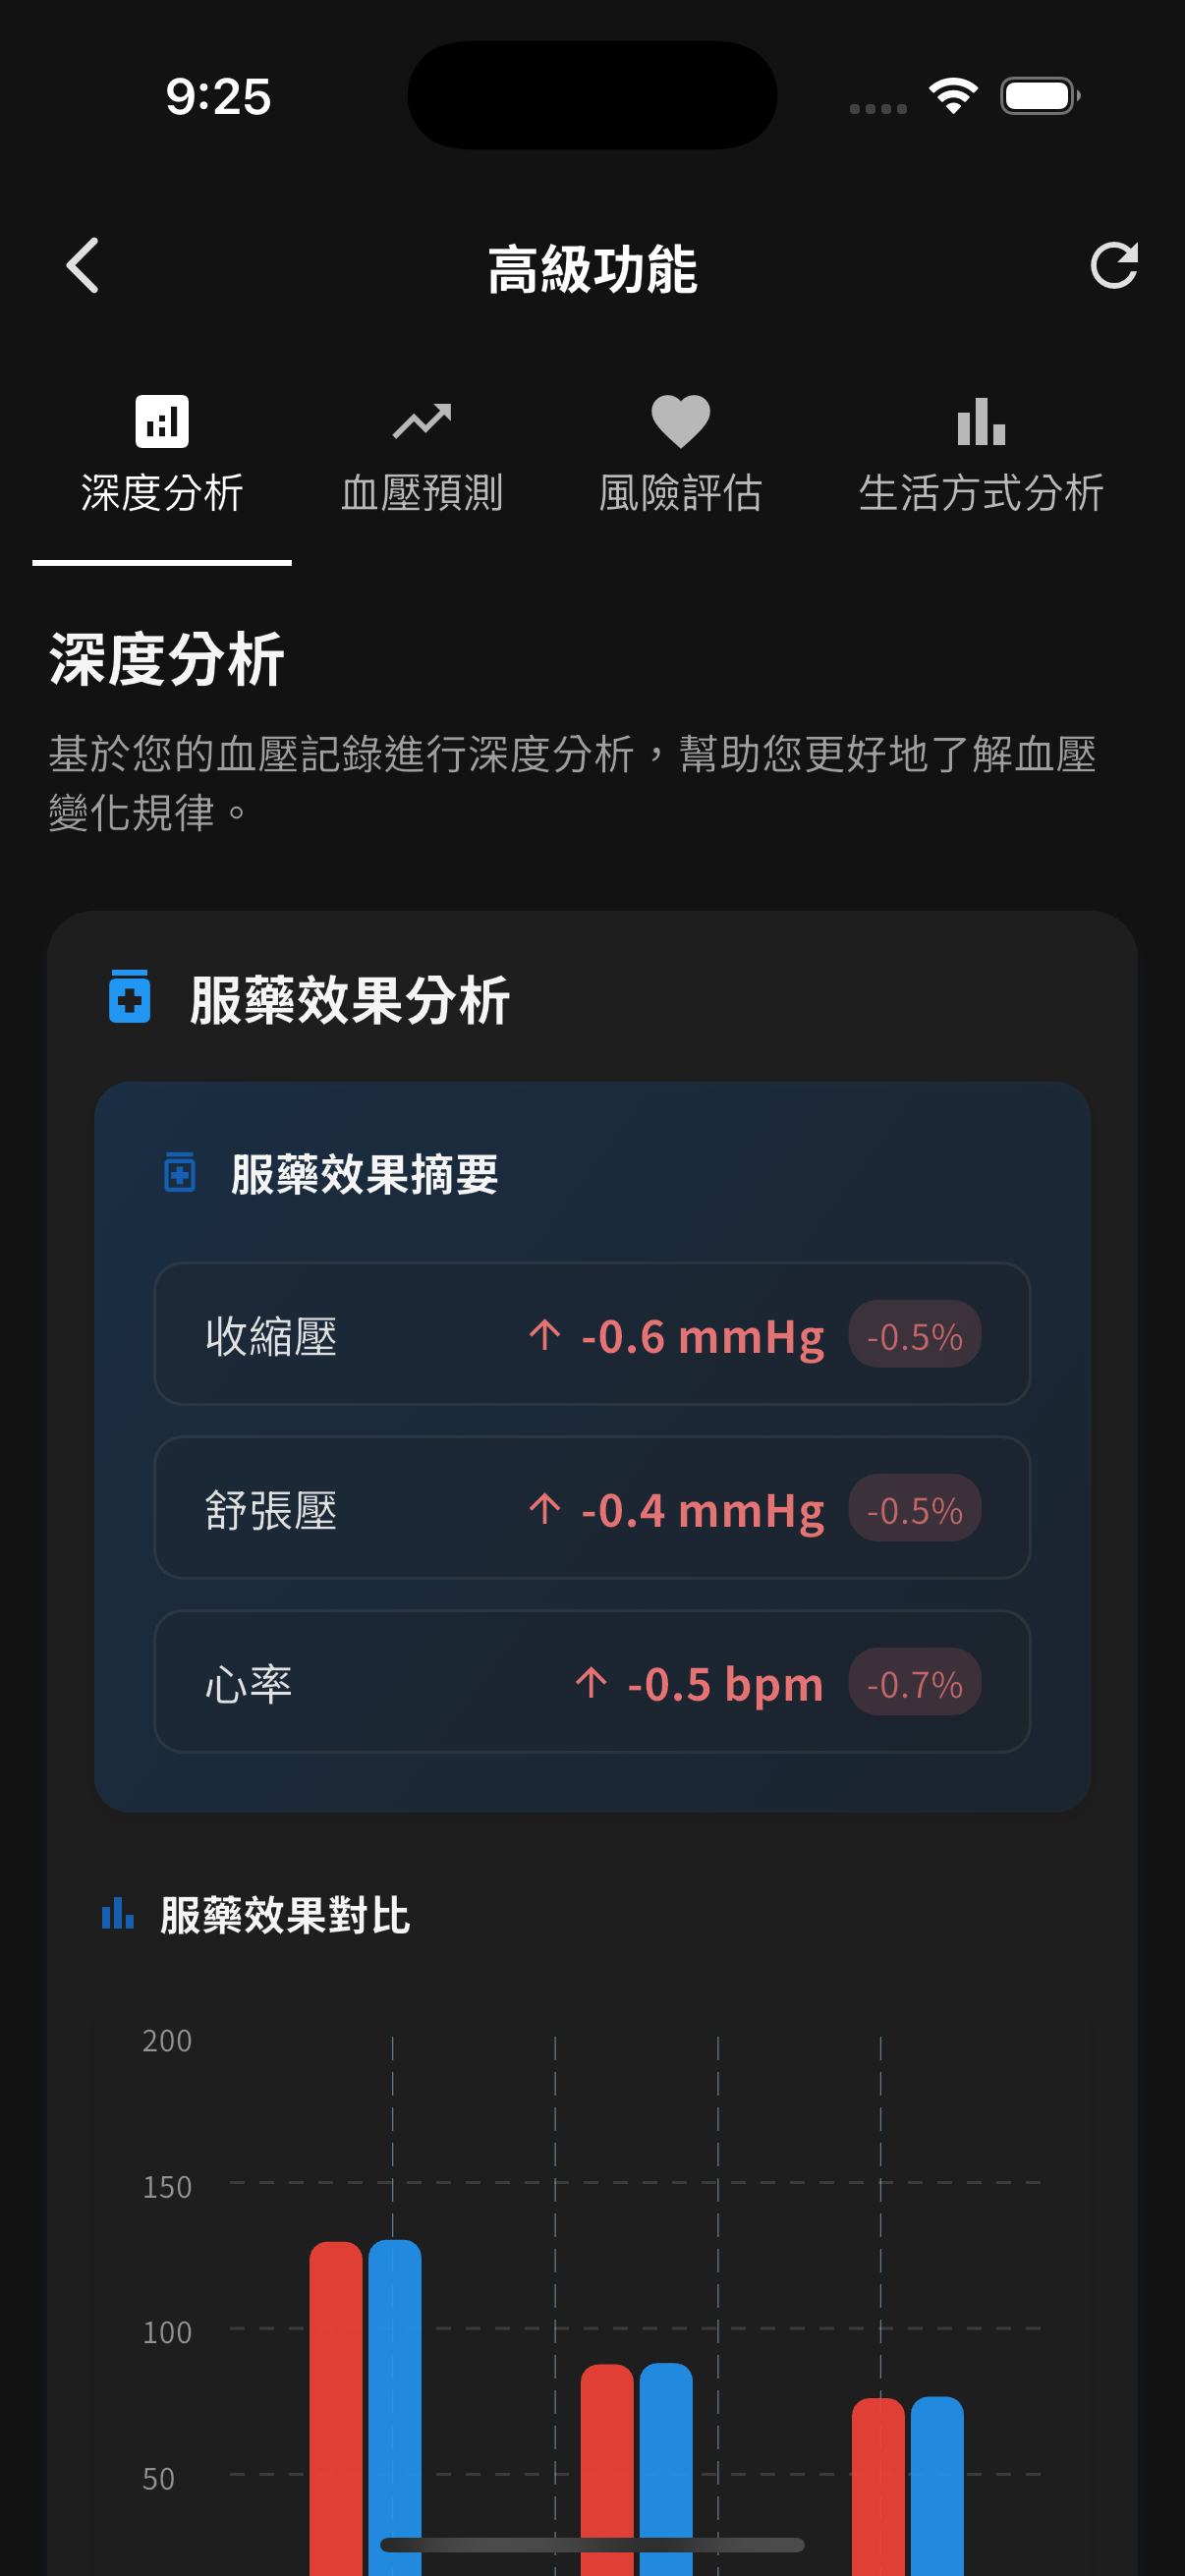 9:25
高級功能
深度分析
血壓預測
風險評估
生活方式分析
深度分析
基於您的血壓記錄進行深度分析，幫助您更好地了解血壓
變化規律。
服藥效果分析
服藥效果摘要
收縮壓 ↑ -0.6 mmHg -0.5%
舒張壓 ↑ -0.4 mmHg -0.5%
心率 ↑ -0.5 bpm -0.7%
服藥效果對比
200
150
100
50